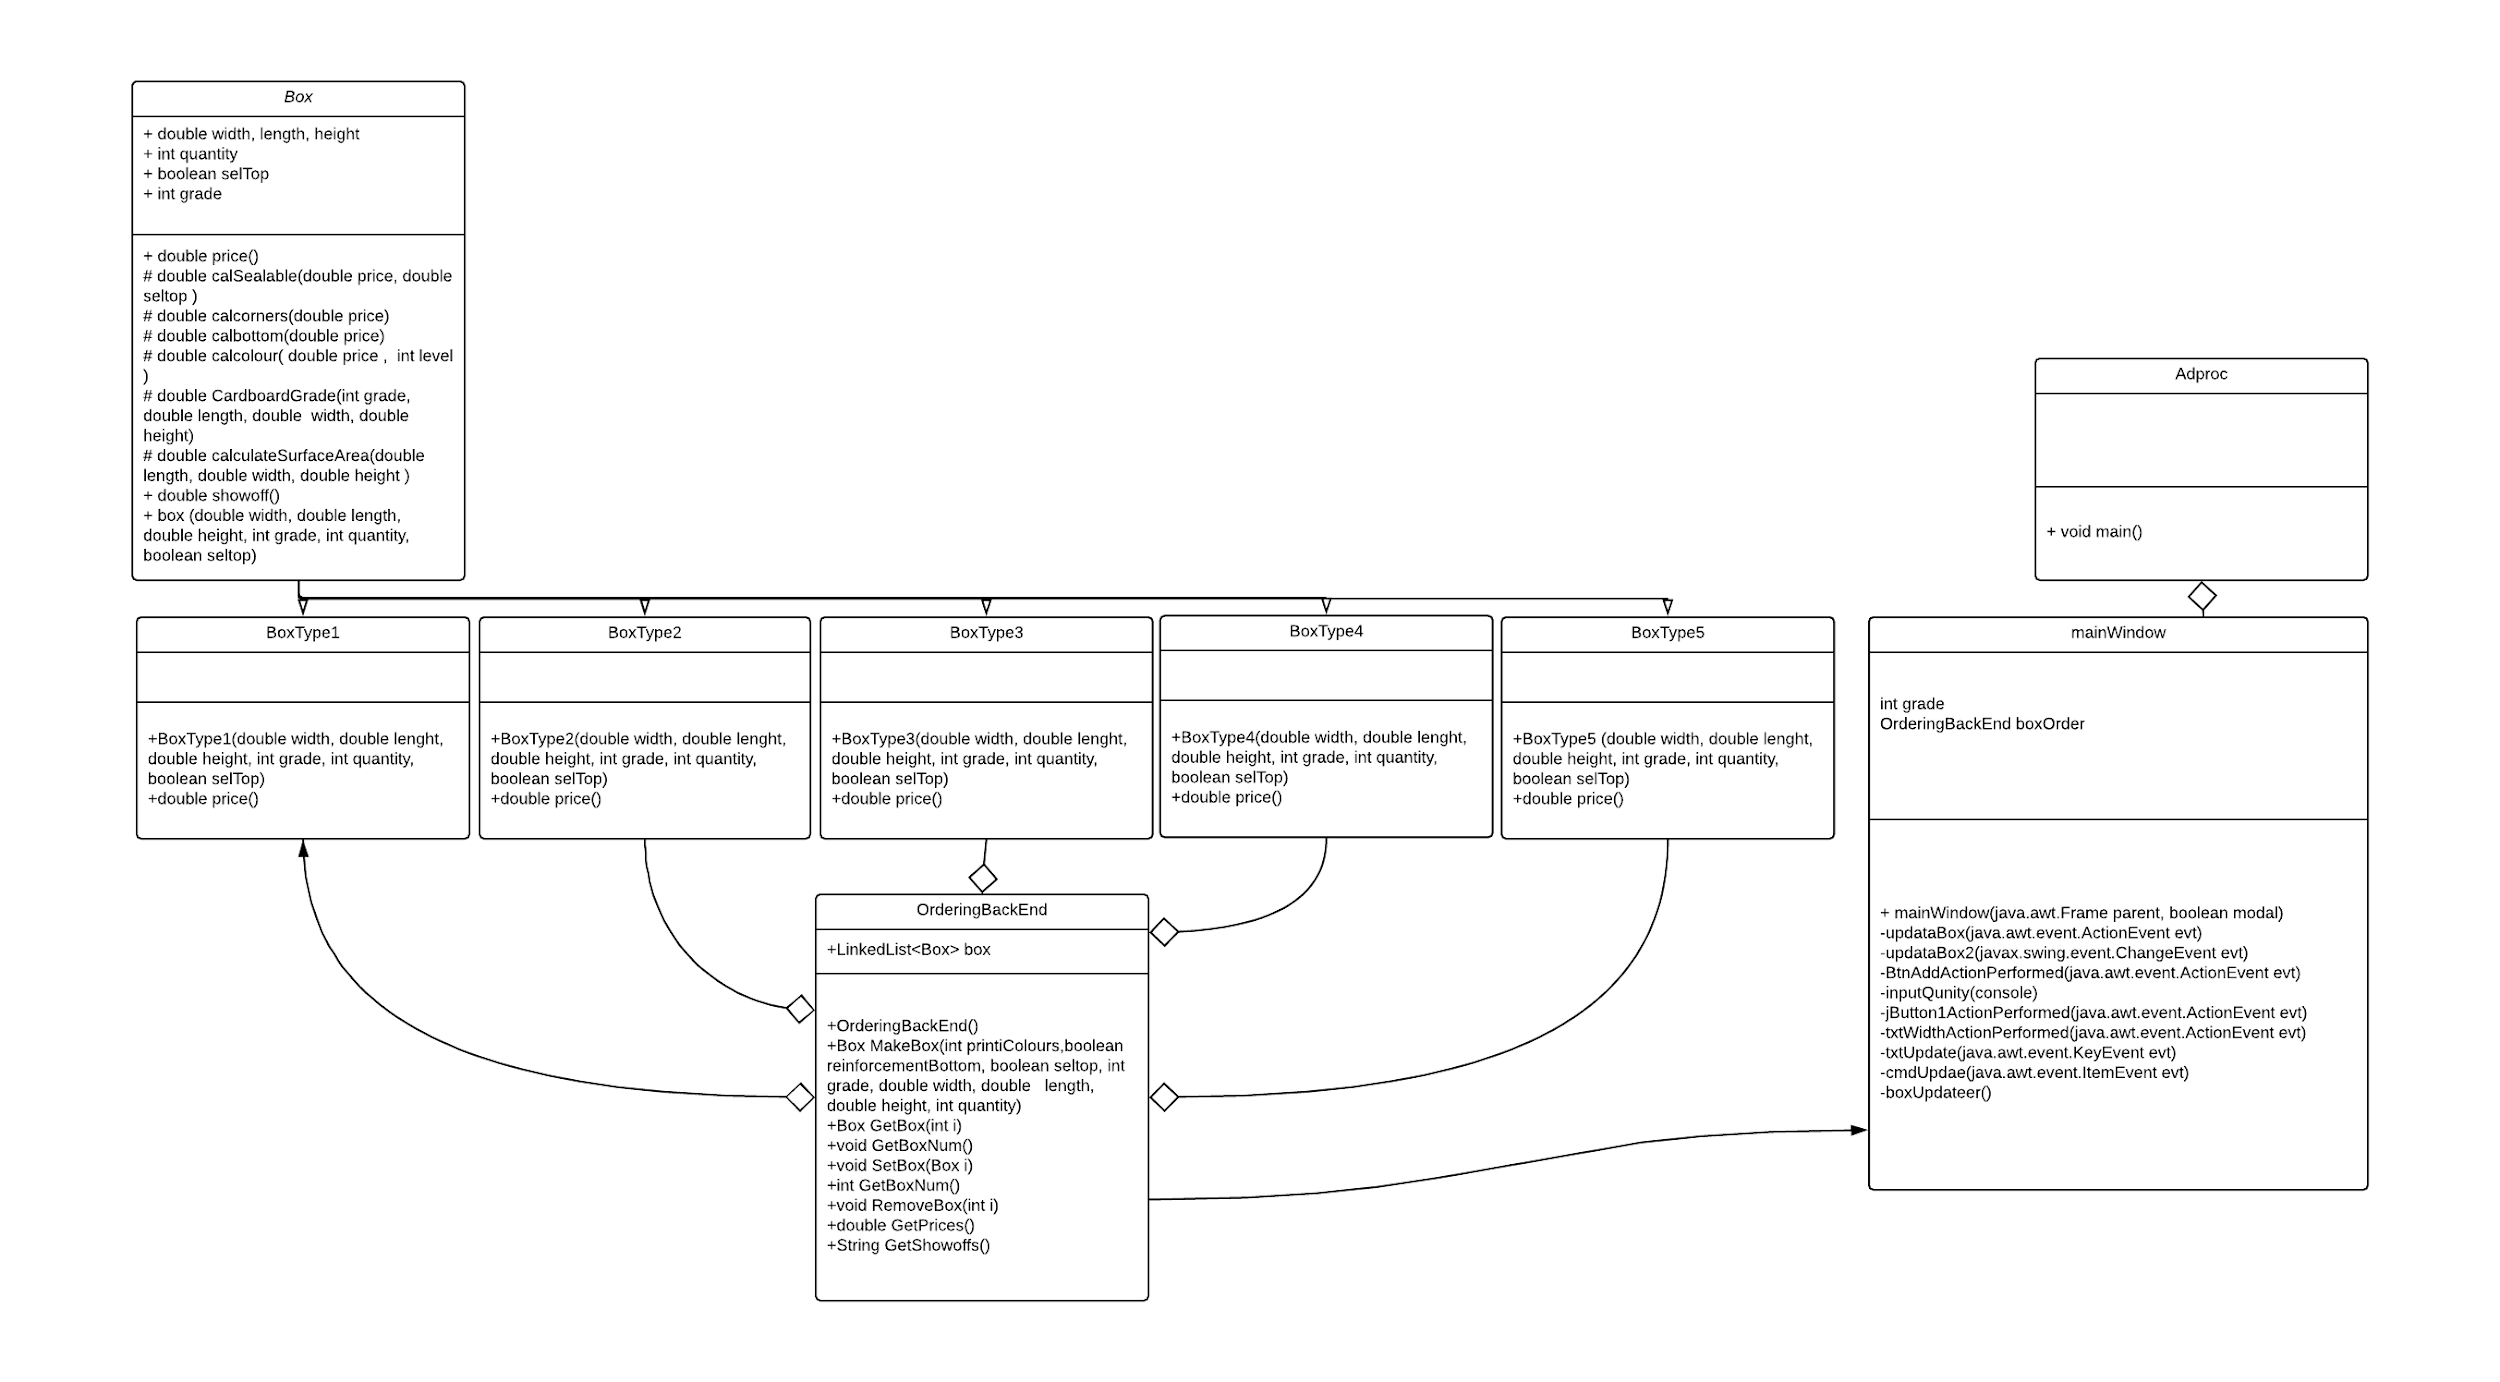 Box
+ double width, length, height
+ int quantity
+ boolean selTop
+ int grade
+ double price()
# double calSealable(double price, double
seltop )
# double calcorners(double price)
# double calbottom(double price)
# double calcolour( double price ,  int level
)
# double CardboardGrade(int grade,
double length, double  width, double
height)
# double calculateSurfaceArea(double
length, double width, double height )
+ double showoff()
+ box (double width, double length,
double height, int grade, int quantity,
boolean seltop)
Adproc
+ void main()
BoxType1
+BoxType1(double width, double lenght,
double height, int grade, int quantity,
boolean selTop)
+double price()
BoxType2
+BoxType2(double width, double lenght,
double height, int grade, int quantity,
boolean selTop)
+double price()
BoxType3
+BoxType3(double width, double lenght,
double height, int grade, int quantity,
boolean selTop)
+double price()
BoxType4
+BoxType4(double width, double lenght,
double height, int grade, int quantity,
boolean selTop)
+double price()
BoxType5
+BoxType5 (double width, double lenght,
double height, int grade, int quantity,
boolean selTop)
+double price()
mainWindow
int grade
OrderingBackEnd boxOrder
+ mainWindow(java.awt.Frame parent, boolean modal)
-updataBox(java.awt.event.ActionEvent evt)
-updataBox2(javax.swing.event.ChangeEvent evt)
-BtnAddActionPerformed(java.awt.event.ActionEvent evt)
-inputQunity(console)
-jButton1ActionPerformed(java.awt.event.ActionEvent evt)
-txtWidthActionPerformed(java.awt.event.ActionEvent evt)
-txtUpdate(java.awt.event.KeyEvent evt)
-cmdUpdae(java.awt.event.ItemEvent evt)
-boxUpdateer()
OrderingBackEnd
+LinkedList<Box> box
+OrderingBackEnd()
+Box MakeBox(int printiColours,boolean
reinforcementBottom, boolean seltop, int
grade, double width, double   length,
double height, int quantity)
+Box GetBox(int i)
+void GetBoxNum()
+void SetBox(Box i)
+int GetBoxNum()
+void RemoveBox(int i)
+double GetPrices()
+String GetShowoffs()